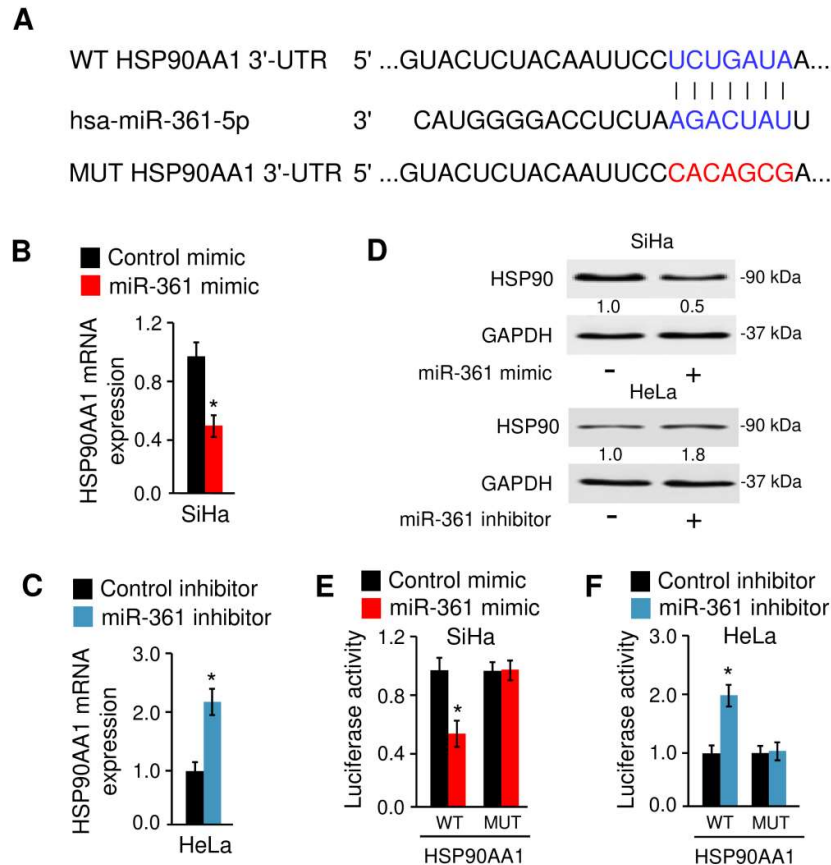 A
WT HSP90AA1 3'-UTR 5' ...GUACUCUACAAUUCCUCUGAUAA...
hsa-miR-361-5p 3' CAUGGGGACCUCUAAGACUAUU
MUT HSP90AA1 3'-UTR 5' ...GUACUCUACAAUUCCCACAGCGA...
B
Control mimic
miR-361 mimic
HSP90AA1 mRNA
expression
1.2
0.8
0.4
0.0
*
SiHa
D
SiHa
HSP90
-90 kDa
1.0 0.5
GAPDH
-37 kDa
miR-361 mimic - +
HeLa
HSP90
-90 kDa
1.0 1.8
GAPDH
-37 kDa
miR-361 inhibitor - +
C
Control inhibitor
miR-361 inhibitor
HSP90AA1 mRNA
expression
3.0
2.0
1.0
0.0
*
HeLa
E
Control mimic
miR-361 mimic
SiHa
Luciferase activity
1.2
0.8
0.4
0.0
*
WT MUT
HSP90AA1
F
Control inhibitor
miR-361 inhibitor
HeLa
Luciferase activity
3.0
2.0
1.0
0.0
*
WT MUT
HSP90AA1